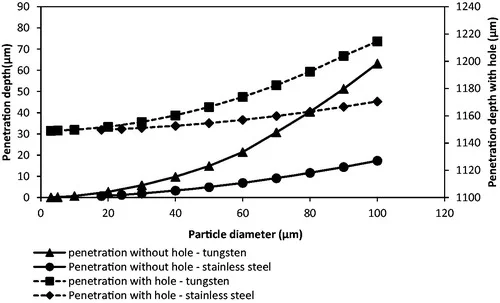 90
80
70
60
50
40
30
20
10
0
Penetration depth(µm)
1240
1220
1200
1180
1160
1140
1120
1100
Penetration depth with hole (µm)
0 20 40 60 80 100 120
Particle diameter (µm)
penetration without hole - tungsten
Penetration without hole - stainless steel
penetration with hole - tungsten
Penetration with hole - stainless steel